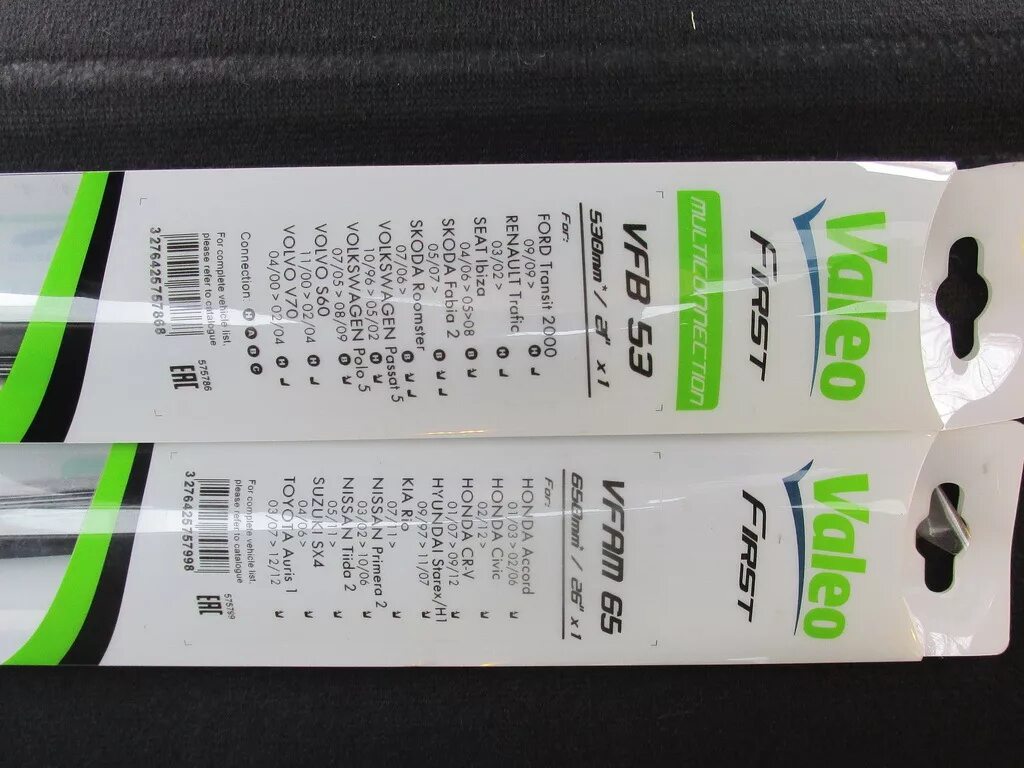 Valeo
FIRST
MULTICONNECTION
VFB 53
530mm* / 21" x 1
For:
FORD Transit 2000
09/05> H J
RENAULT Trafic
03/02> H J
SEAT Ibiza
04/06 >05>08 B J
SKODA Fabia 2
05/07> B J
SKODA Roomster
07/06> B J
VOLKSWAGEN Passat 5
10/96 >05/02 H J
VOLKSWAGEN Polo 5
07/05 >08/09 B J
VOLVO S60
11/00 >02/04 H J
VOLVO V70
04/00 >02/04 H J
Connection: H A B C
For complete vehicle list,
please refer to catalogue
3 276425 757868
575786
EAC
Valeo
FIRST
VFAM 65
650mm* / 26" x 1
For:
HONDA Accord
01/03 > 02/06 J
HONDA Civic
02/12> J
HONDA CR-V
01/07 >09/12 J
HYUNDAI Starex/H1
09/97 >11/07 J
KIA Rio
07/11> J
NISSAN Primera 2
03/02 >10/06 J
NISSAN Tiida 2
05/11> J
SUZUKI SX4
04/06> J
TOYOTA Auris 1
03/07 >12/12 J
For complete vehicle list
please refer to catalogue
3 276425 757998
575799
EAC